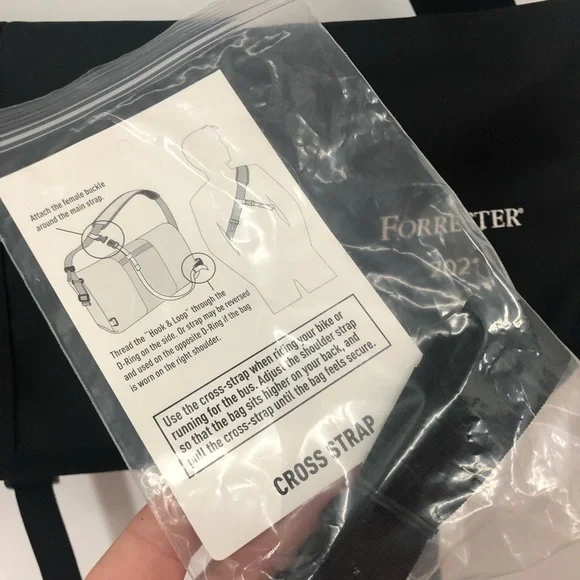 Attach the female buckle
around the main strap.
Thread the "Hook & Loop" through the
D-Ring on the side. Or strap may be reversed
and used on the opposite D-Ring if the bag
is worn on the right shoulder.
Use the cross-strap when riding your bike or
running for the bus. Adjust the shoulder strap
so that the bag sits higher on your back, and
pull the cross-strap until the bag feels secure.
CROSS STRAP
FORRESTER®
2021